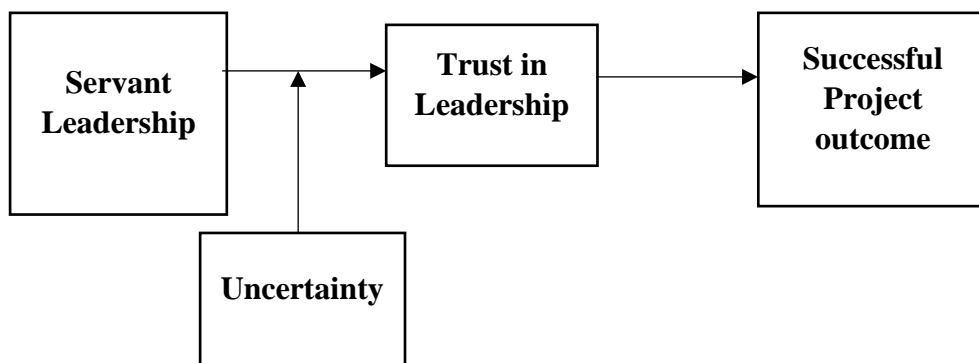 Servant
Leadership
Trust in
Leadership
Successful
Project
outcome
Uncertainty